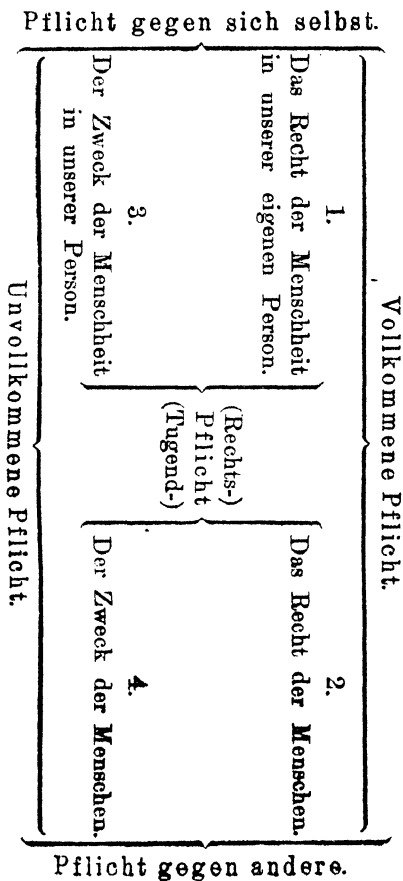 Pflicht gegen sich selbst.
Vollkommene Pflicht.
1.
Das Recht der Menschheit
in unserer eigenen Person.
2.
Das Recht der Menschen.
(Rechts-)
Pflicht
(Tugend-)
3.
Der Zweck der Menschheit
in unserer Person.
4.
Der Zweck der Menschen.
Unvollkommene Pflicht.
Pflicht gegen andere.